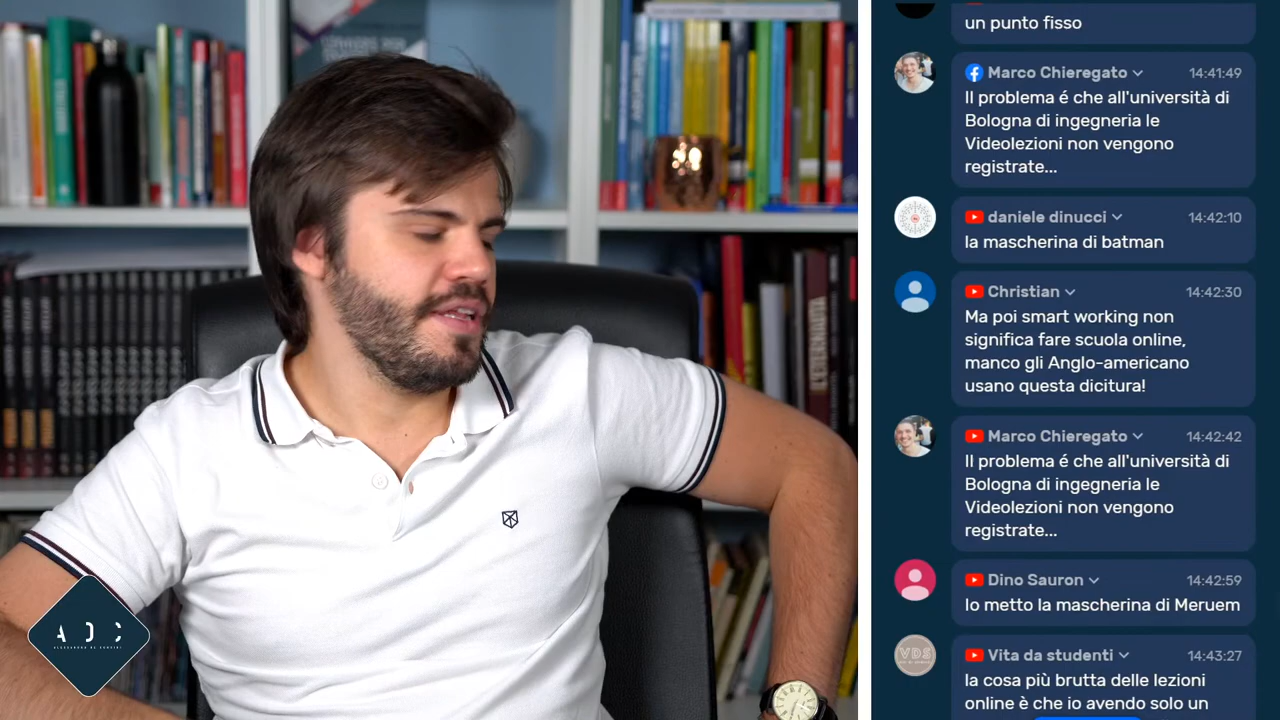 un punto fisso
Marco Chieregato 14:41:49
Il problema é che all'università di
Bologna di ingegneria le
Videolezioni non vengono
registrate...
daniele dinucci 14:42:10
la mascherina di batman
Christian 14:42:30
Ma poi smart working non
significa fare scuola online,
manco gli Anglo-americano
usano questa dicitura!
Marco Chieregato 14:42:42
Il problema é che all'università di
Bologna di ingegneria le
Videolezioni non vengono
registrate...
Dino Sauron 14:42:59
Io metto la mascherina di Meruem
VDS
Vita da studenti 14:43:27
la cosa più brutta delle lezioni
online è che io avendo solo un
L'ETERNAUTA
ADC